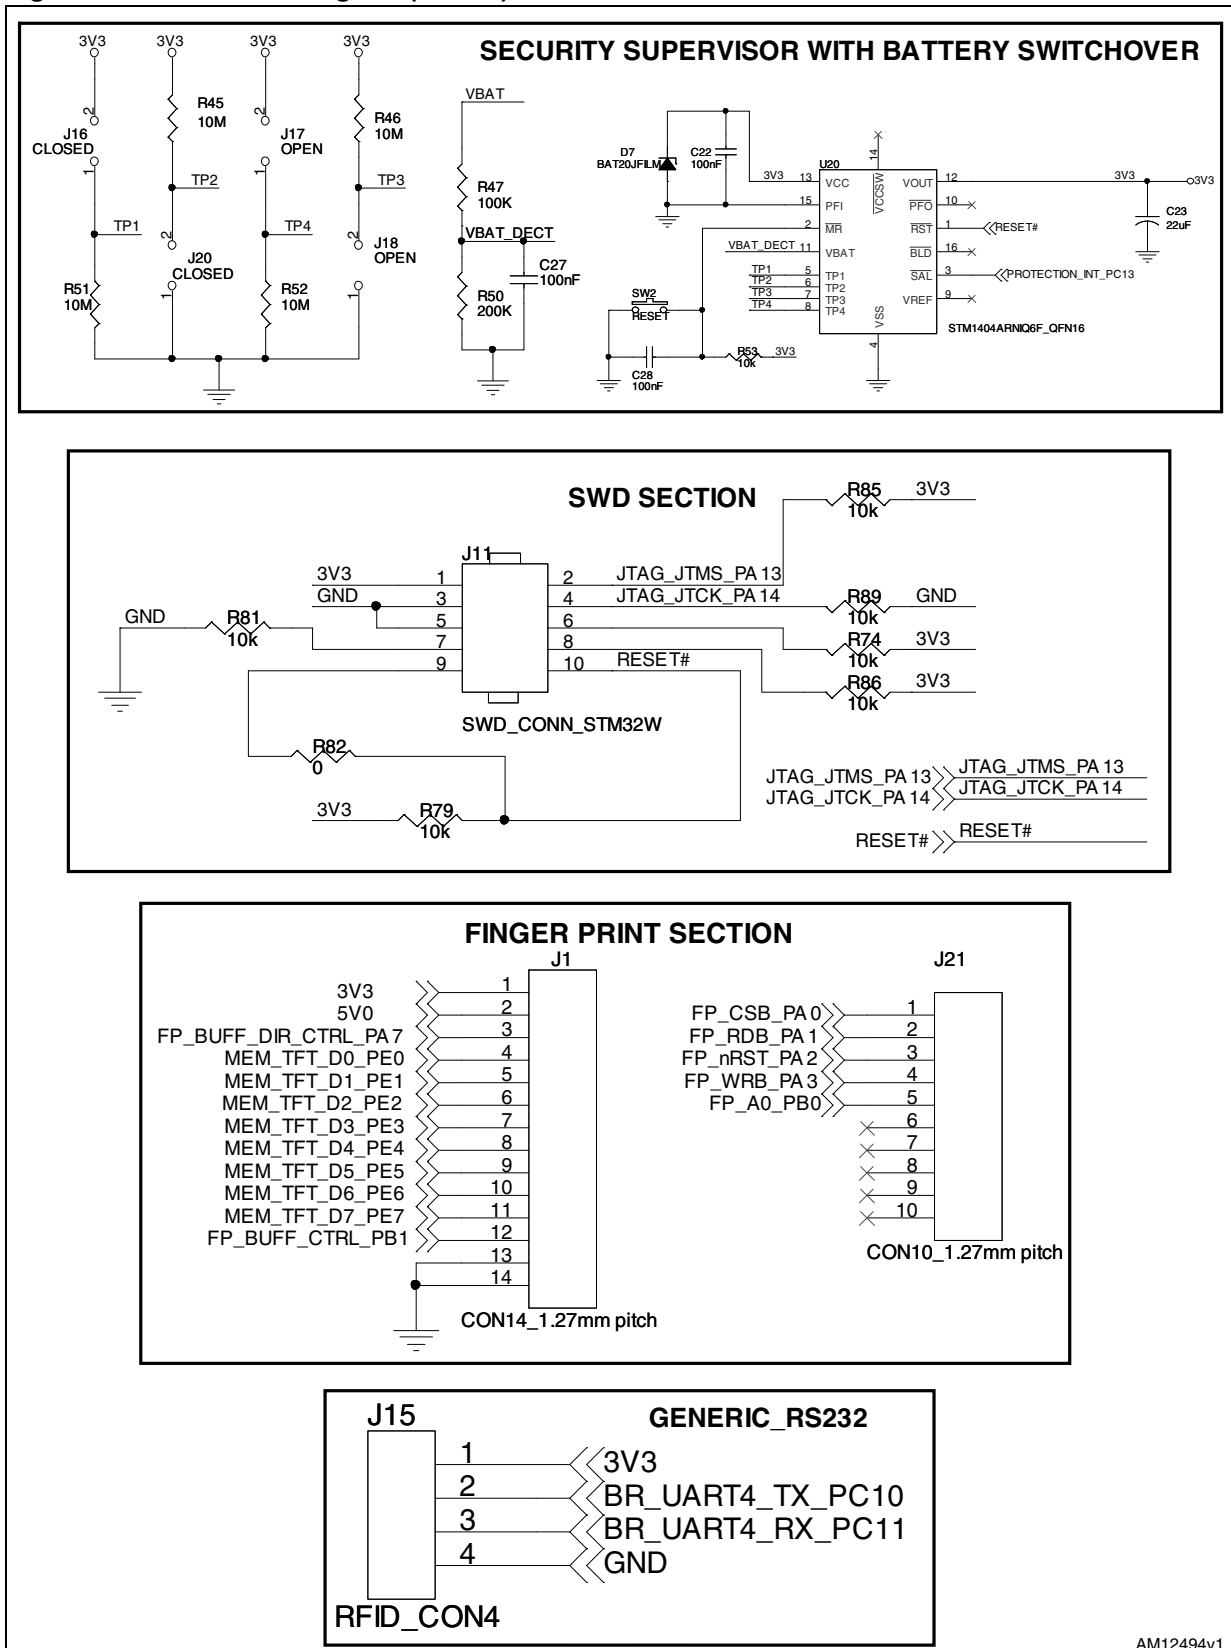 SECURITY SUPERVISOR WITH BATTERY SWITCHOVER
3V3
3V3
3V3
3V3
2
J16
CLOSED
1
TP1
R51
10M
R45
10M
TP2
2
J20
CLOSED
1
2
J17
OPEN
1
TP4
R52
10M
R46
10M
TP3
2
J18
OPEN
1
VBAT
R47
100K
VBAT_DECT
C27
100nF
R50
200K
D7
BAT20JFILM
C22
100nF
U20
14
VCCSW
3V3 13 VCC
15 PFI
2 MR
VBAT_DECT 11 VBAT
TP1 5 TP1
TP2 6 TP2
TP3 7 TP3
TP4 8 TP4
VOUT 12 3V3 3V3
PFO 10
RST 1 RESET#
BLD 16
SAL 3 PROTECTION_INT_PC13
VREF 9
VSS
4
STM1404ARNIQ6F_QFN16
C23
22uF
SW2
RESET
C28
100nF
R53
10k
3V3
SWD SECTION
R85 3V3
10k
J11
3V3 1 2 JTAG_JTMS_PA13
GND 3 4 JTAG_JTCK_PA14 R89 GND
10k
GND R81 5 6
10k 7 8 R74 3V3
10k
9 10 RESET#
R86 3V3
10k
SWD_CONN_STM32W
R82
0
3V3 R79
10k
JTAG_JTMS_PA13 JTAG_JTMS_PA13
JTAG_JTCK_PA14 JTAG_JTCK_PA14
RESET# RESET#
FINGER PRINT SECTION
J1
3V3 1
5V0 2
FP_BUFF_DIR_CTRL_PA7 3
MEM_TFT_D0_PE0 4
MEM_TFT_D1_PE1 5
MEM_TFT_D2_PE2 6
MEM_TFT_D3_PE3 7
MEM_TFT_D4_PE4 8
MEM_TFT_D5_PE5 9
MEM_TFT_D6_PE6 10
MEM_TFT_D7_PE7 11
FP_BUFF_CTRL_PB1 12
13
14
CON14_1.27mm pitch
J21
FP_CSB_PA0 1
FP_RDB_PA1 2
FP_nRST_PA2 3
FP_WRB_PA3 4
FP_A0_PB0 5
6
7
8
9
10
CON10_1.27mm pitch
J15
GENERIC_RS232
1 3V3
2 BR_UART4_TX_PC10
3 BR_UART4_RX_PC11
4 GND
RFID_CON4
AM12494v1